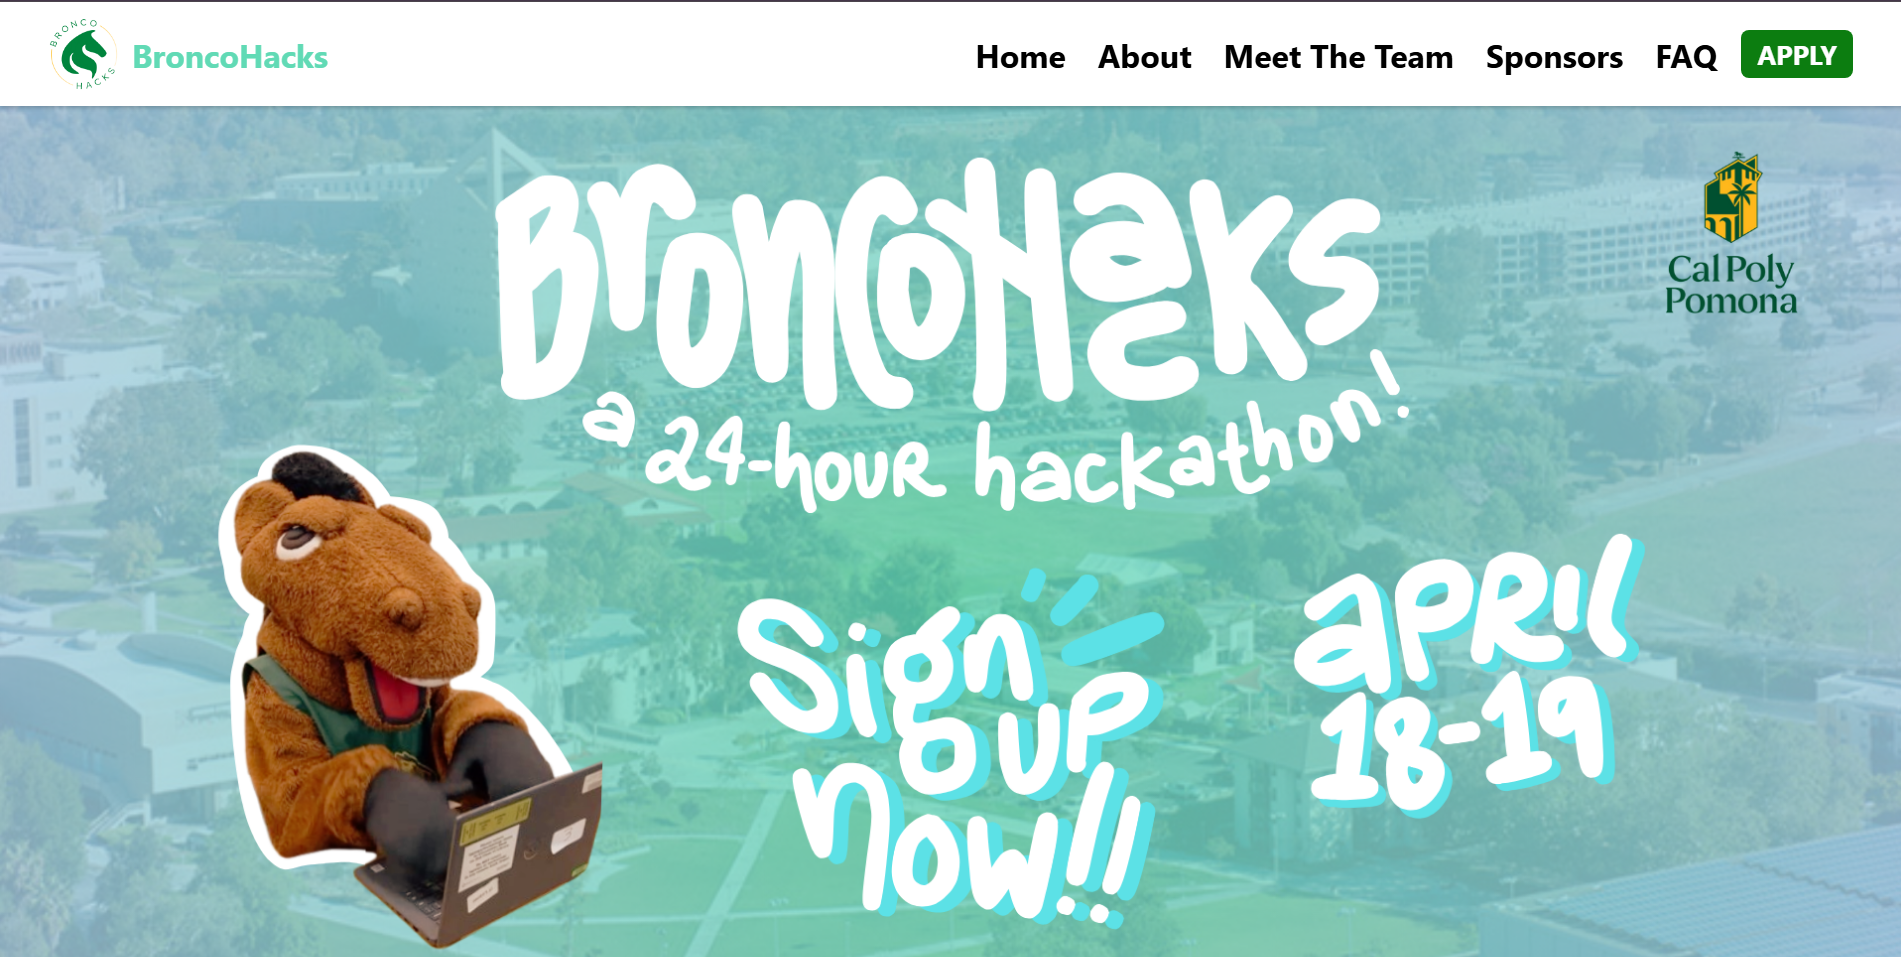 BRONCO
HACKS
BroncoHacks
Home
About
Meet The Team
Sponsors
FAQ
APPLY
BroncoHacks
a 24-hour hackathon!
Cal Poly
Pomona
Sign
up
now!!!
April
18-19